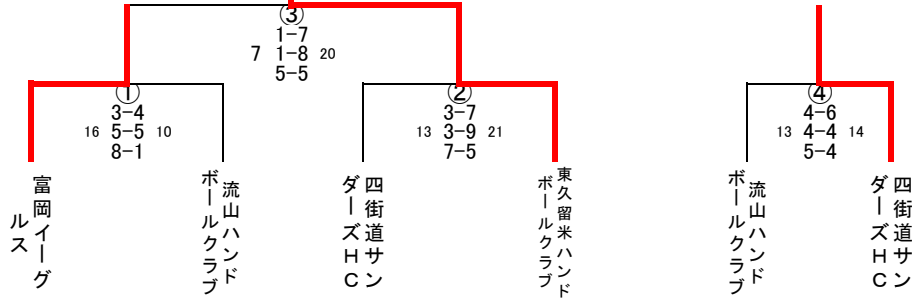 ③
1-7
7 1-8 20
5-5
①
3-4
16 5-5 10
8-1
②
3-7
13 3-9 21
7-5
④
4-6
13 4-4 14
5-4
富岡イーグ
ルス
流山ハンド
ボールクラブ
四街道サン
ダーズHC
東久留米ハンド
ボールクラブ
流山ハンド
ボールクラブ
四街道サン
ダーズHC